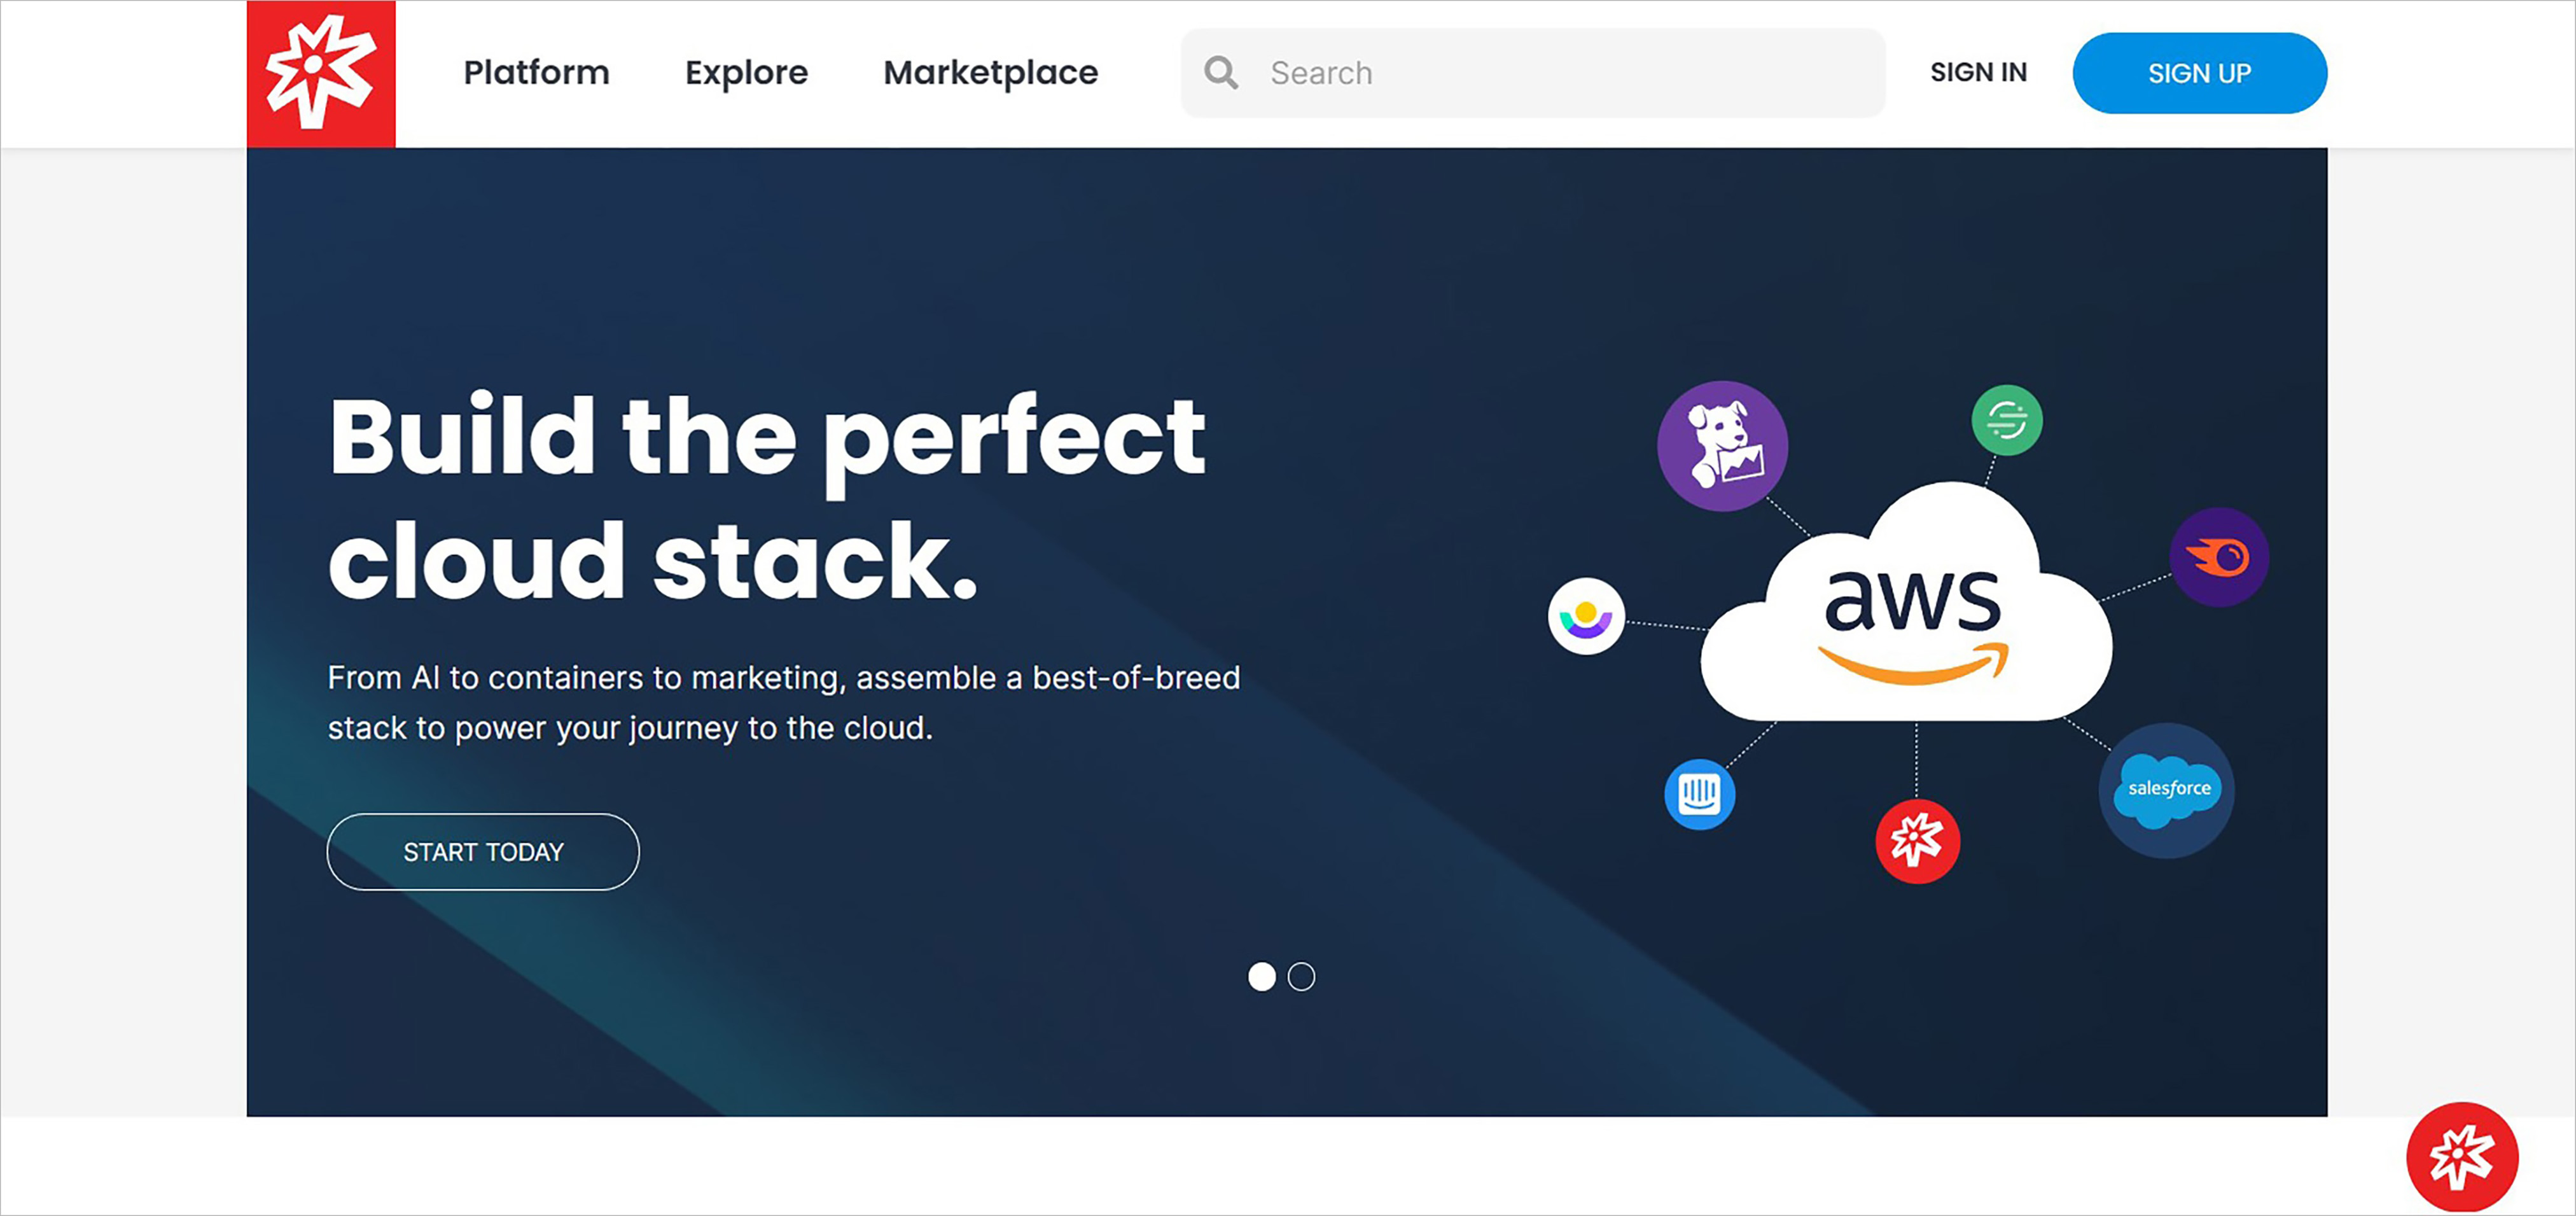 Platform
Explore
Marketplace
Search
SIGN IN
SIGN UP
Build the perfect
cloud stack.
From AI to containers to marketing, assemble a best-of-breed
stack to power your journey to the cloud.
START TODAY
aws
salesforce